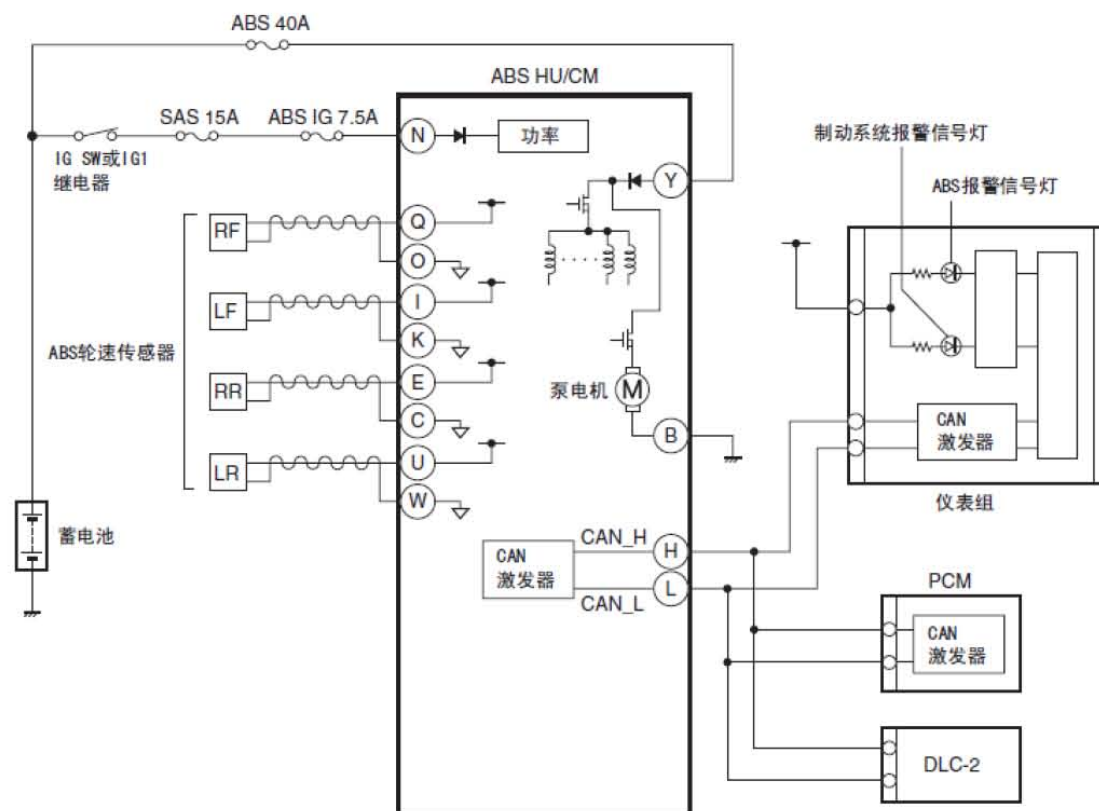 ABS 40A
ABS HU/CM
SAS 15A
ABS IG 7.5A
IG SW或IG1
继电器
N
功率
Y
制动系统报警信号灯
ABS报警信号灯
RF
Q
O
LF
I
K
ABS轮速传感器
RR
E
C
LR
U
W
泵电机
M
B
CAN
激发器
仪表组
蓄电池
CAN
激发器
CAN_H
H
CAN_L
L
PCM
CAN
激发器
DLC-2